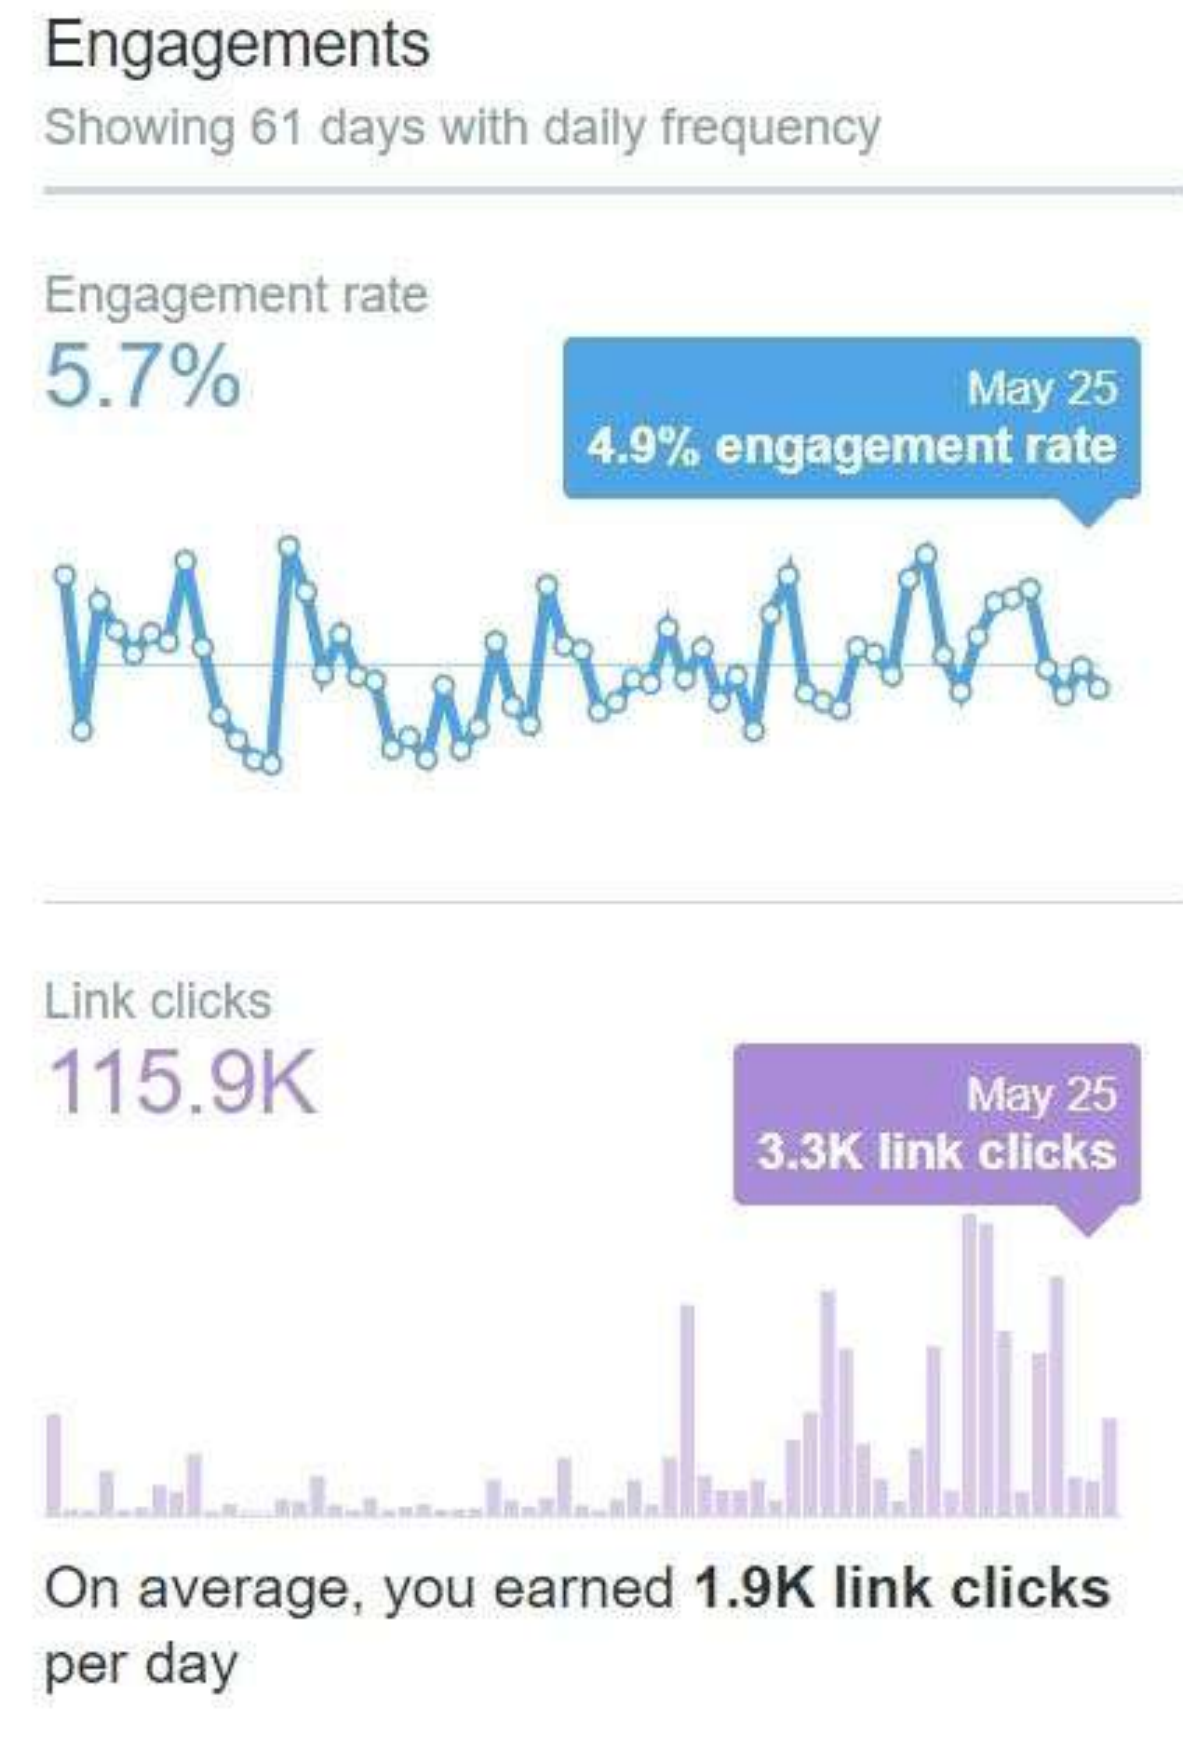 Engagements
Showing 61 days with daily frequency
Engagement rate
5.7%
May 25
4.9% engagement rate
Link clicks
115.9K
May 25
3.3K link clicks
On average, you earned 1.9K link clicks
per day